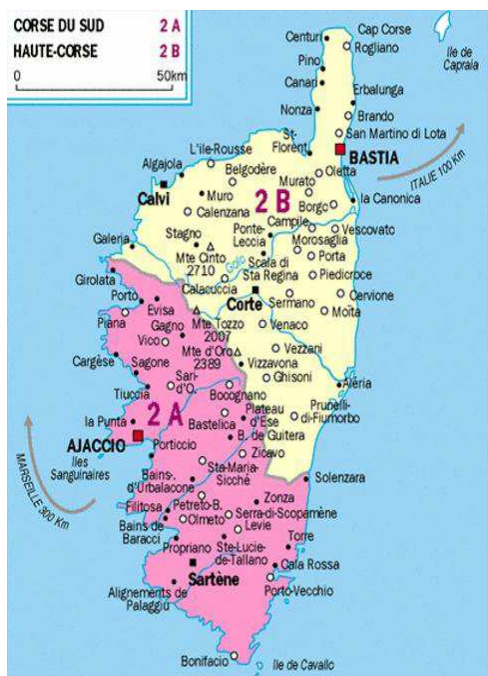 CORSE DU SUD 2 A
HAUTE-CORSE 2 B
0 50km
Centuri
Cap Corse
Rogliano
Ile de
Capraia
Pino
Canari
Erbalunga
Nonza
Brando
St-
Florent
San Martino di Lota
BASTIA
ITALIE 100 Km
L'ile-Rousse
Algajola
Belgodère
Oletta
Murato
Calvi
Muro
2 B
Borgo
la Canonica
Calenzana
Campile
Vescovato
Stagno
Ponte-
Leccia
Morosaglia
Galeria
Mte Cinto
2710
Golo
Scala di
Sta Regina
Porta
Girolata
Calacuccia
Piedicroce
Porto
Corte
Cervione
Evisa
Sermano
Piana
Gagno
Mte Tozzo
2007
Moïta
Vico
Venaco
Mte d'Oro
2389
Vezzani
Cargèse
Sagone
Vizzavona
Sari-
d'O.
Ghisoni
Aléria
Tiuccia
Bocognano
2 A
Prunelli-
di-Fiumorbo
la Punta
Bastelica
Plateau
d'Ese
AJACCIO
B. de Guitera
Iles
Sanguinaires
Porticcio
Zicavo
MARSEILLE 300 Km
Bains-
d'Urbalacone
Sta-Maria-
Sicché
Solenzara
Filitosa
Petreto-B.
Zonza
Olmeto
Serra-di-Scopamène
Bains de
Baracci
Levie
Propriano
Ste-Lucie-
de-Tallano
Torre
Sartène
Cala Rossa
Alignements de
Palaggiu
Porto-Vecchio
Bonifacio
Ile de Cavallo